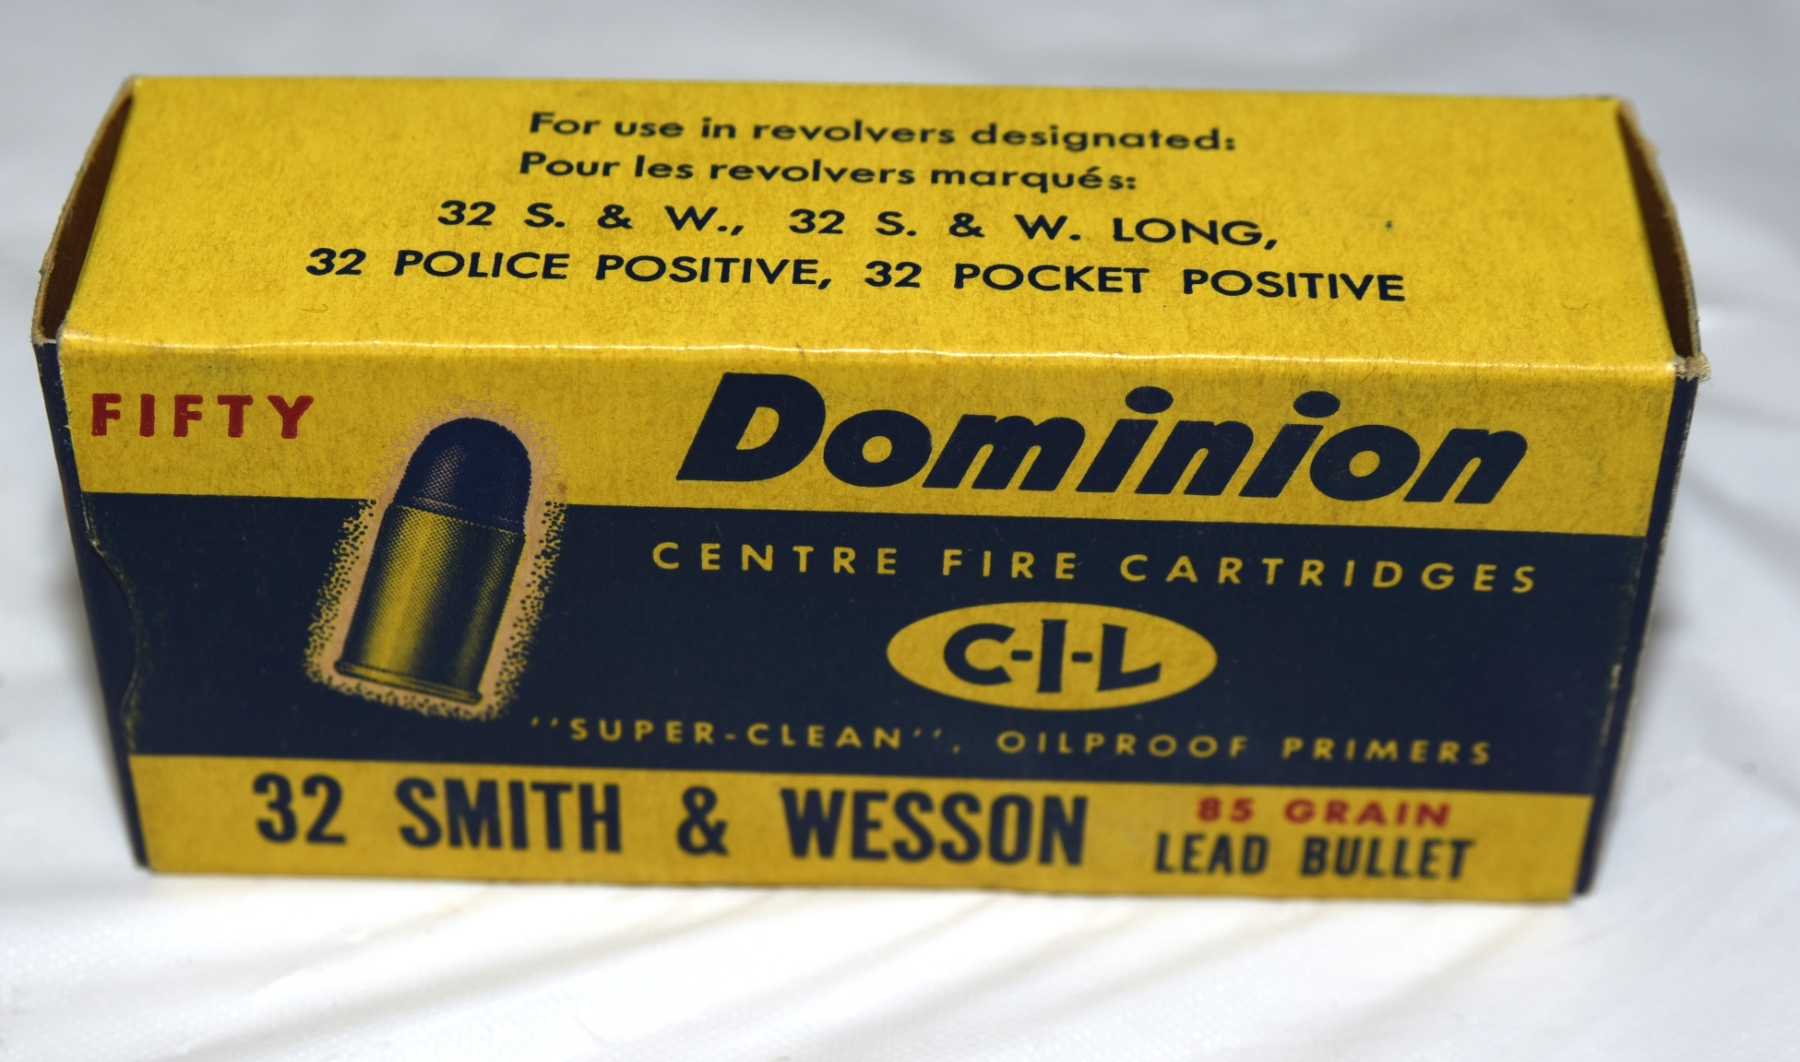 For use in revolvers designated:
Pour les revolvers marqués:
32 S. & W., 32 S. & W. LONG,
32 POLICE POSITIVE, 32 POCKET POSITIVE
FIFTY
Dominion
CENTRE FIRE CARTRIDGES
C-I-L
"SUPER-CLEAN", OILPROOF PRIMERS
32 SMITH & WESSON
85 GRAIN
LEAD BULLET